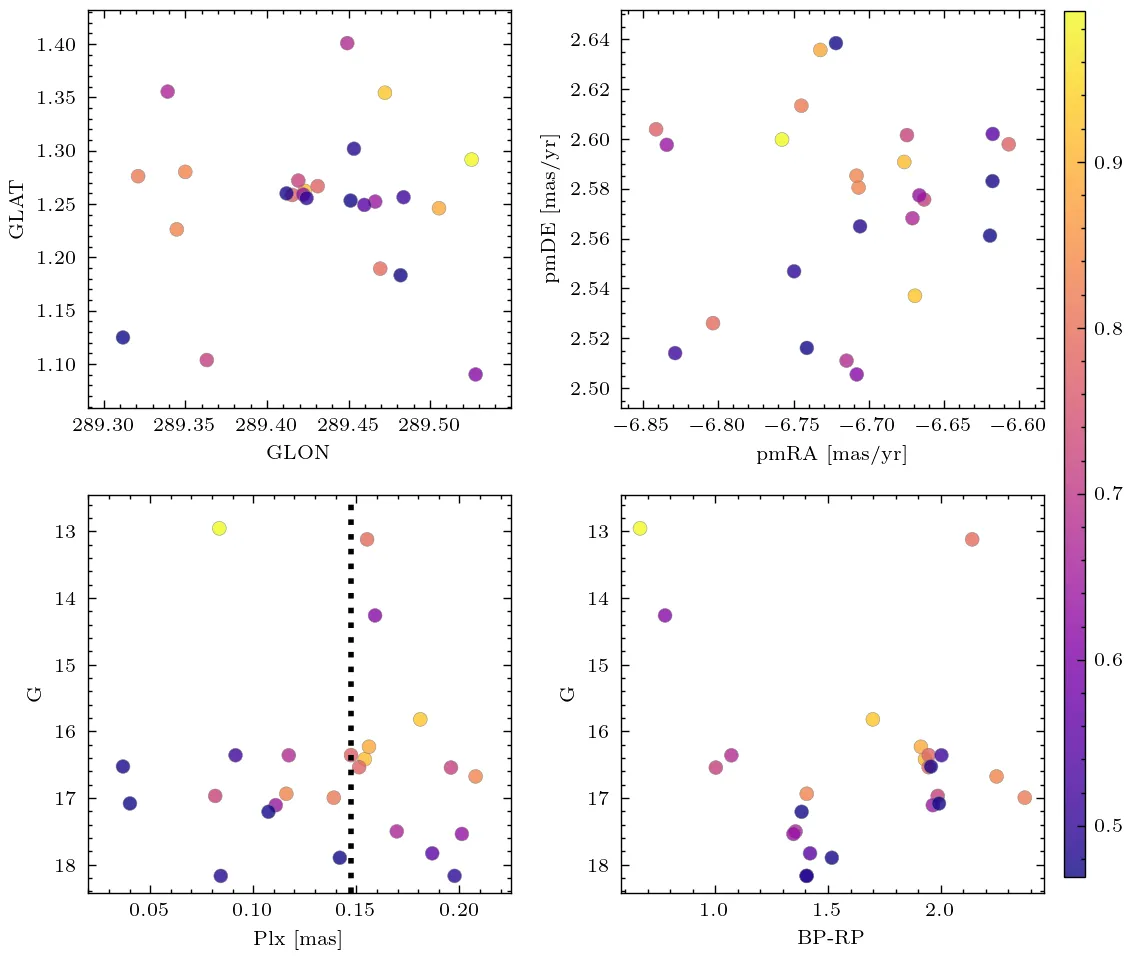 1.40
1.35
1.30
1.25
1.20
1.15
1.10
GLAT
289.30 289.35 289.40 289.45 289.50
GLON
2.64
2.62
2.60
2.58
2.56
2.54
2.52
2.50
pmDE [mas/yr]
−6.85 −6.80 −6.75 −6.70 −6.65 −6.60
pmRA [mas/yr]
0.9
0.8
0.7
0.6
0.5
13
14
15
16
17
18
G
0.05 0.10 0.15 0.20
Plx [mas]
13
14
15
16
17
18
G
1.0 1.5 2.0
BP-RP